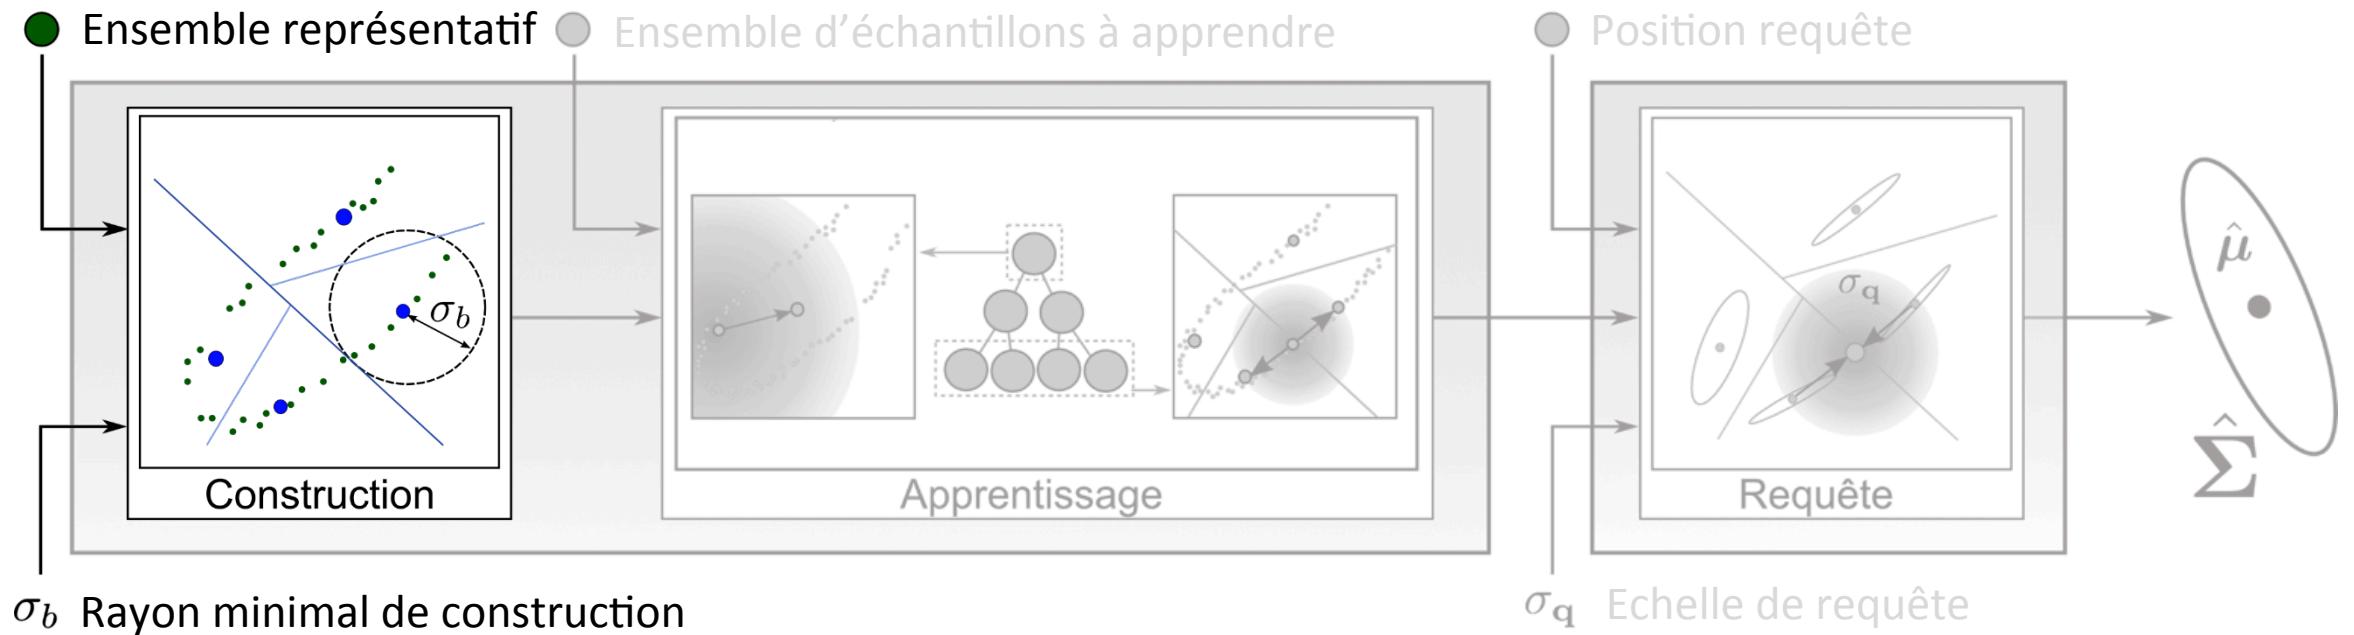 Ensemble représentatif
Ensemble d'échantillons à apprendre
Position requête
σb
σq
μ̂
Σ̂
Construction
Apprentissage
Requête
σb Rayon minimal de construction
σq Echelle de requête